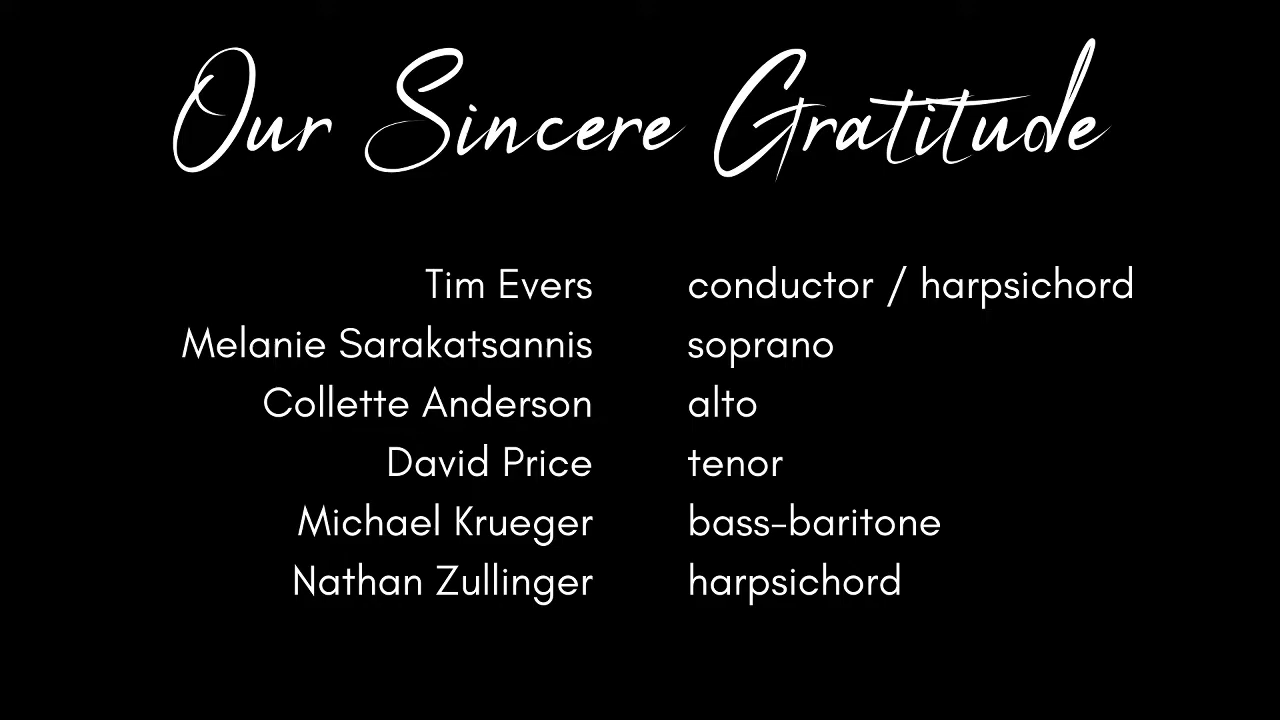 Our Sincere Gratitude
Tim Evers conductor / harpsichord
Melanie Sarakatsannis soprano
Collette Anderson alto
David Price tenor
Michael Krueger bass-baritone
Nathan Zullinger harpsichord